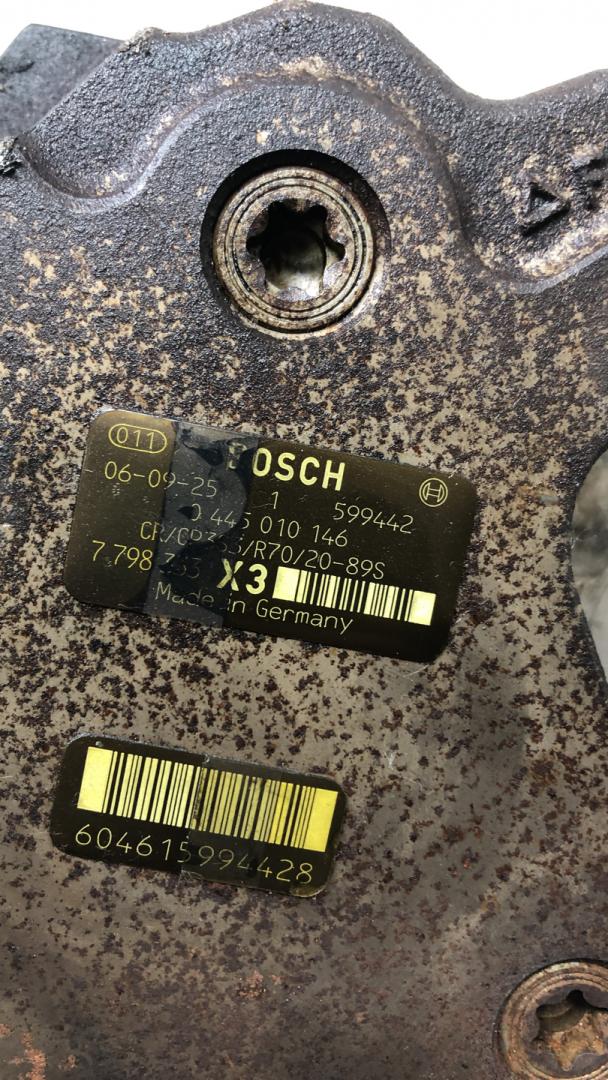 011
BOSCH
06-09-25 1 599442
0 445 010 146
/R70/20-89S
7 798 X3
Made in Germany
604615994428